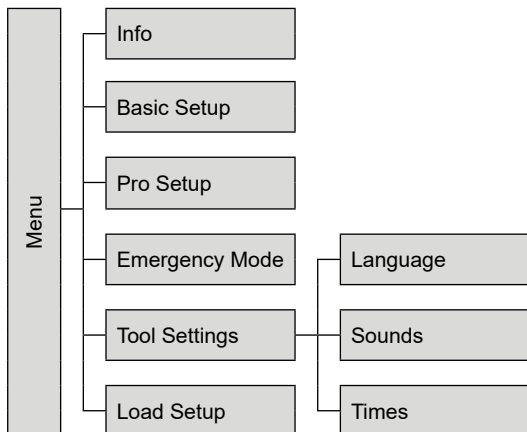 Menu
Info
Basic Setup
Pro Setup
Emergency Mode
Tool Settings
Load Setup
Language
Sounds
Times